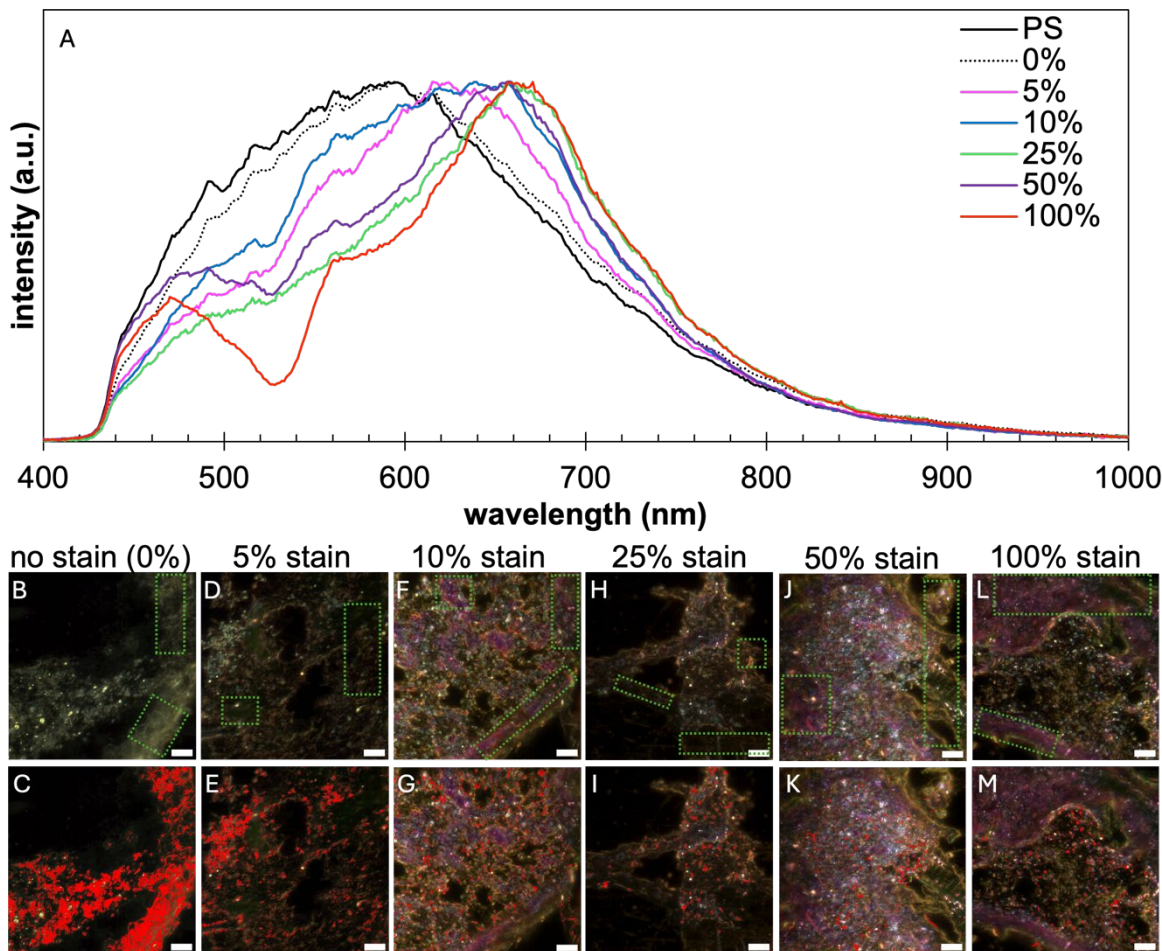 A
PS
0%
5%
10%
25%
50%
100%
intensity (a.u.)
400 500 600 700 800 900 1000
wavelength (nm)
no stain (0%) 5% stain 10% stain 25% stain 50% stain 100% stain
B D F H J L
C E G I K M